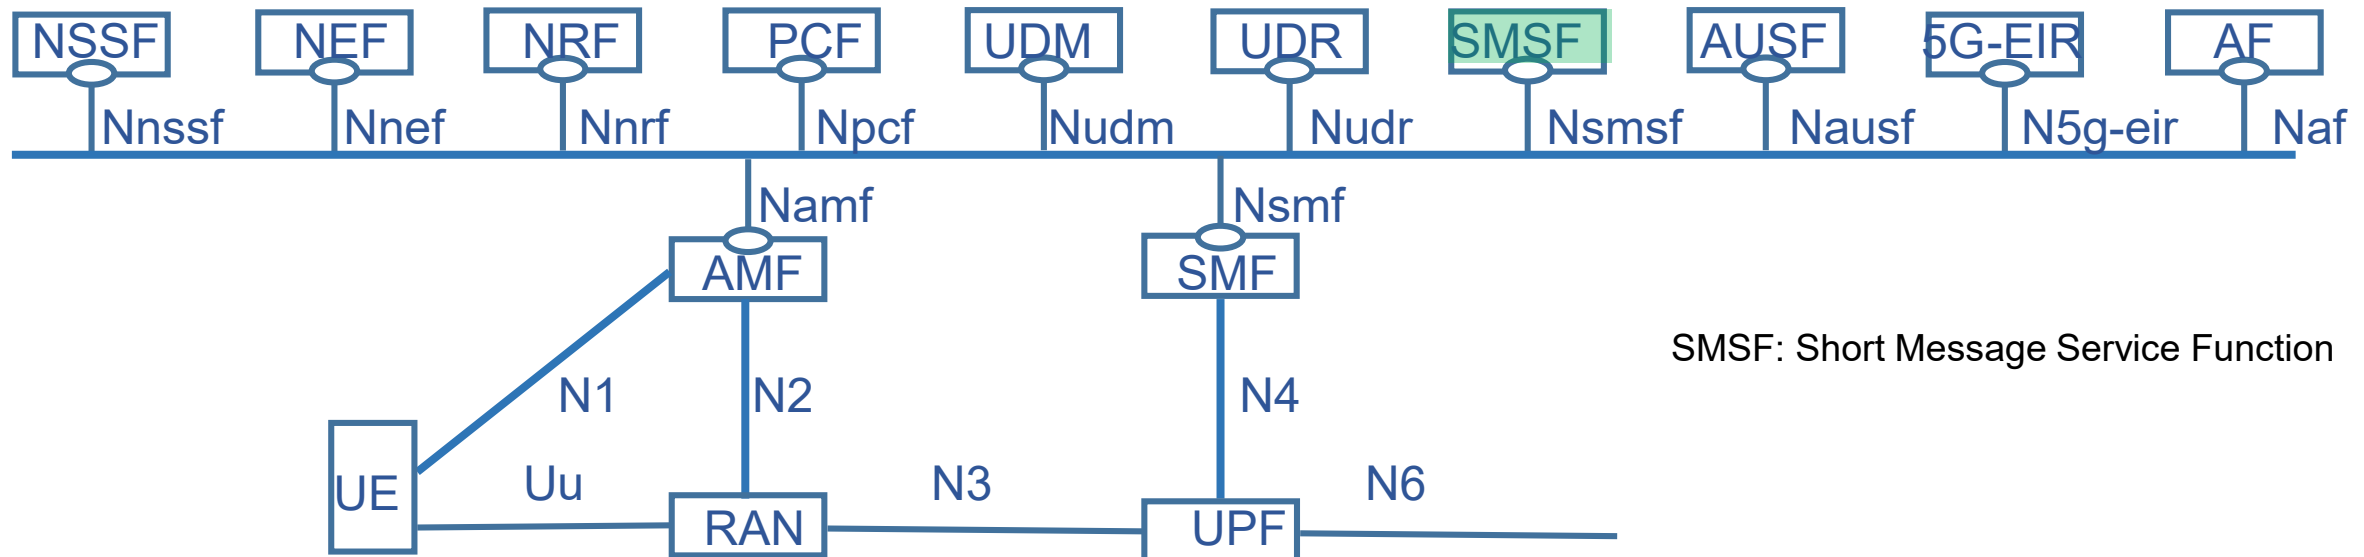 NSSF NEF NRF PCF UDM UDR SMSF AUSF 5G-EIR AF
Nnssf Nnef Nnrf Npcf Nudm Nudr Nsmsf Nausf N5g-eir Naf
Namf Nsmf
AMF SMF
SMSF: Short Message Service Function
N1 N2 N4
Uu N3 N6
UE RAN UPF